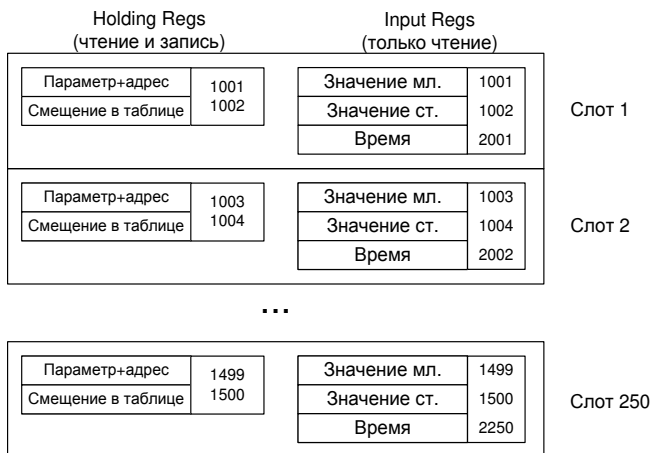 Holding Regs
(чтение и запись)
Input Regs
(только чтение)
Параметр+адрес 1001
Смещение в таблице 1002
Значение мл. 1001
Значение ст. 1002
Время 2001
Слот 1
Параметр+адрес 1003
Смещение в таблице 1004
Значение мл. 1003
Значение ст. 1004
Время 2002
Слот 2
...
Параметр+адрес 1499
Смещение в таблице 1500
Значение мл. 1499
Значение ст. 1500
Время 2250
Слот 250